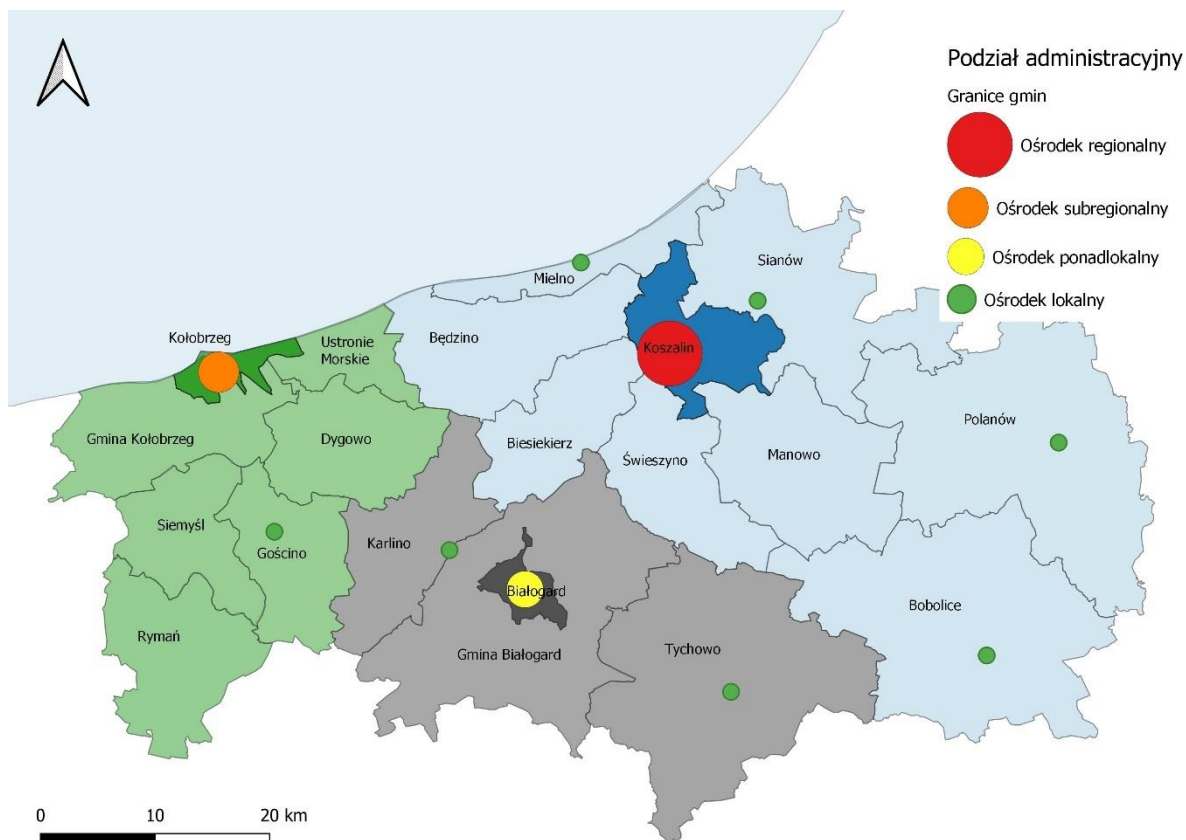 Podział administracyjny
Granice gmin
Ośrodek regionalny
Ośrodek subregionalny
Ośrodek ponadlokalny
Ośrodek lokalny
Sianów
Mielno
Kołobrzeg
Ustronie
Morskie
Będzino
Koszalin
Polanów
Gmina Kołobrzeg
Dygowo
Biesiekierz
Świeszyno
Manowo
Siemyśl
Gościno
Karlino
Białogard
Bobolice
Rymań
Gmina Białogard
Tychowo
0 10 20 km